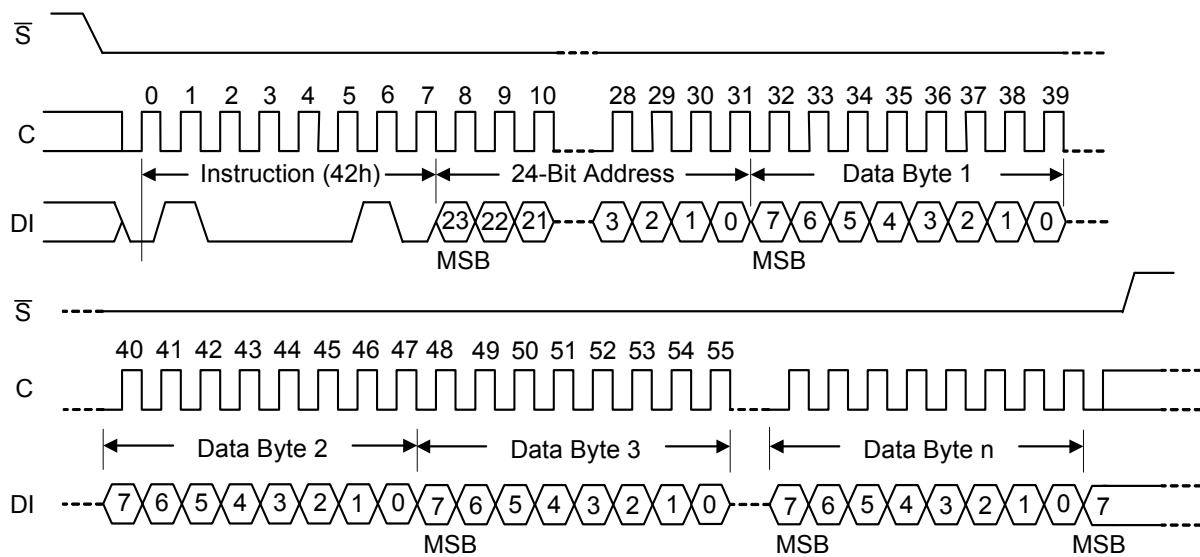 S̅
0 1 2 3 4 5 6 7 8 9 10 28 29 30 31 32 33 34 35 36 37 38 39
C
Instruction (42h) 24-Bit Address Data Byte 1
DI 23 22 21 3 2 1 0 7 6 5 4 3 2 1 0
MSB MSB
S̅
40 41 42 43 44 45 46 47 48 49 50 51 52 53 54 55
C
Data Byte 2 Data Byte 3 Data Byte n
DI 7 6 5 4 3 2 1 0 7 6 5 4 3 2 1 0 7 6 5 4 3 2 1 0 7
MSB MSB MSB